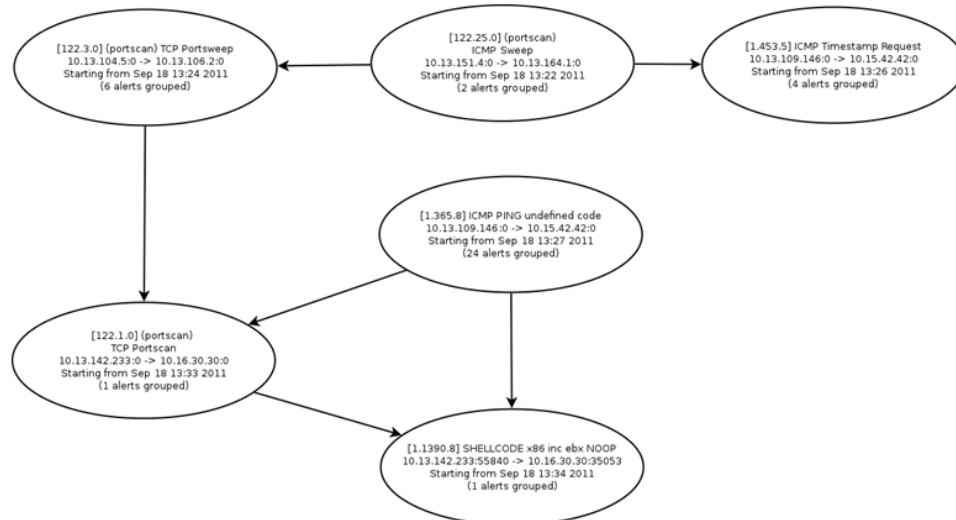 [122.3.0] (portscan) TCP Portsweep
10.13.104.5:0 -> 10.13.106.2:0
Starting from Sep 18 13:24 2011
(6 alerts grouped)
[122.25.0] (portscan)
ICMP Sweep
10.13.151.4:0 -> 10.13.164.1:0
Starting from Sep 18 13:22 2011
(2 alerts grouped)
[1.453.5] ICMP Timestamp Request
10.13.109.146:0 -> 10.15.42.42:0
Starting from Sep 18 13:26 2011
(4 alerts grouped)
[1.365.8] ICMP PING undefined code
10.13.109.146:0 -> 10.15.42.42:0
Starting from Sep 18 13:27 2011
(24 alerts grouped)
[122.1.0] (portscan)
TCP Portscan
10.13.142.233:0 -> 10.16.30.30:0
Starting from Sep 18 13:33 2011
(1 alerts grouped)
[1.1390.8] SHELLCODE x86 inc ebx NOOP
10.13.142.233:55840 -> 10.16.30.30:35053
Starting from Sep 18 13:34 2011
(1 alerts grouped)